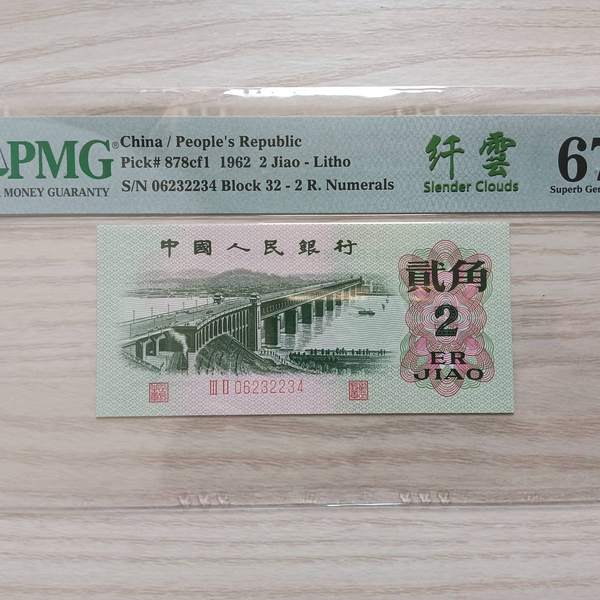 PMG®
MONEY GUARANTY
China / People's Republic
Pick# 878cf1 1962 2 Jiao - Litho
S/N 06232234 Block 32 - 2 R. Numerals
纤雲
Slender Clouds
67
Superb Ge
中國人民銀行
貳角
2
ER
JIAO
III II 06232234